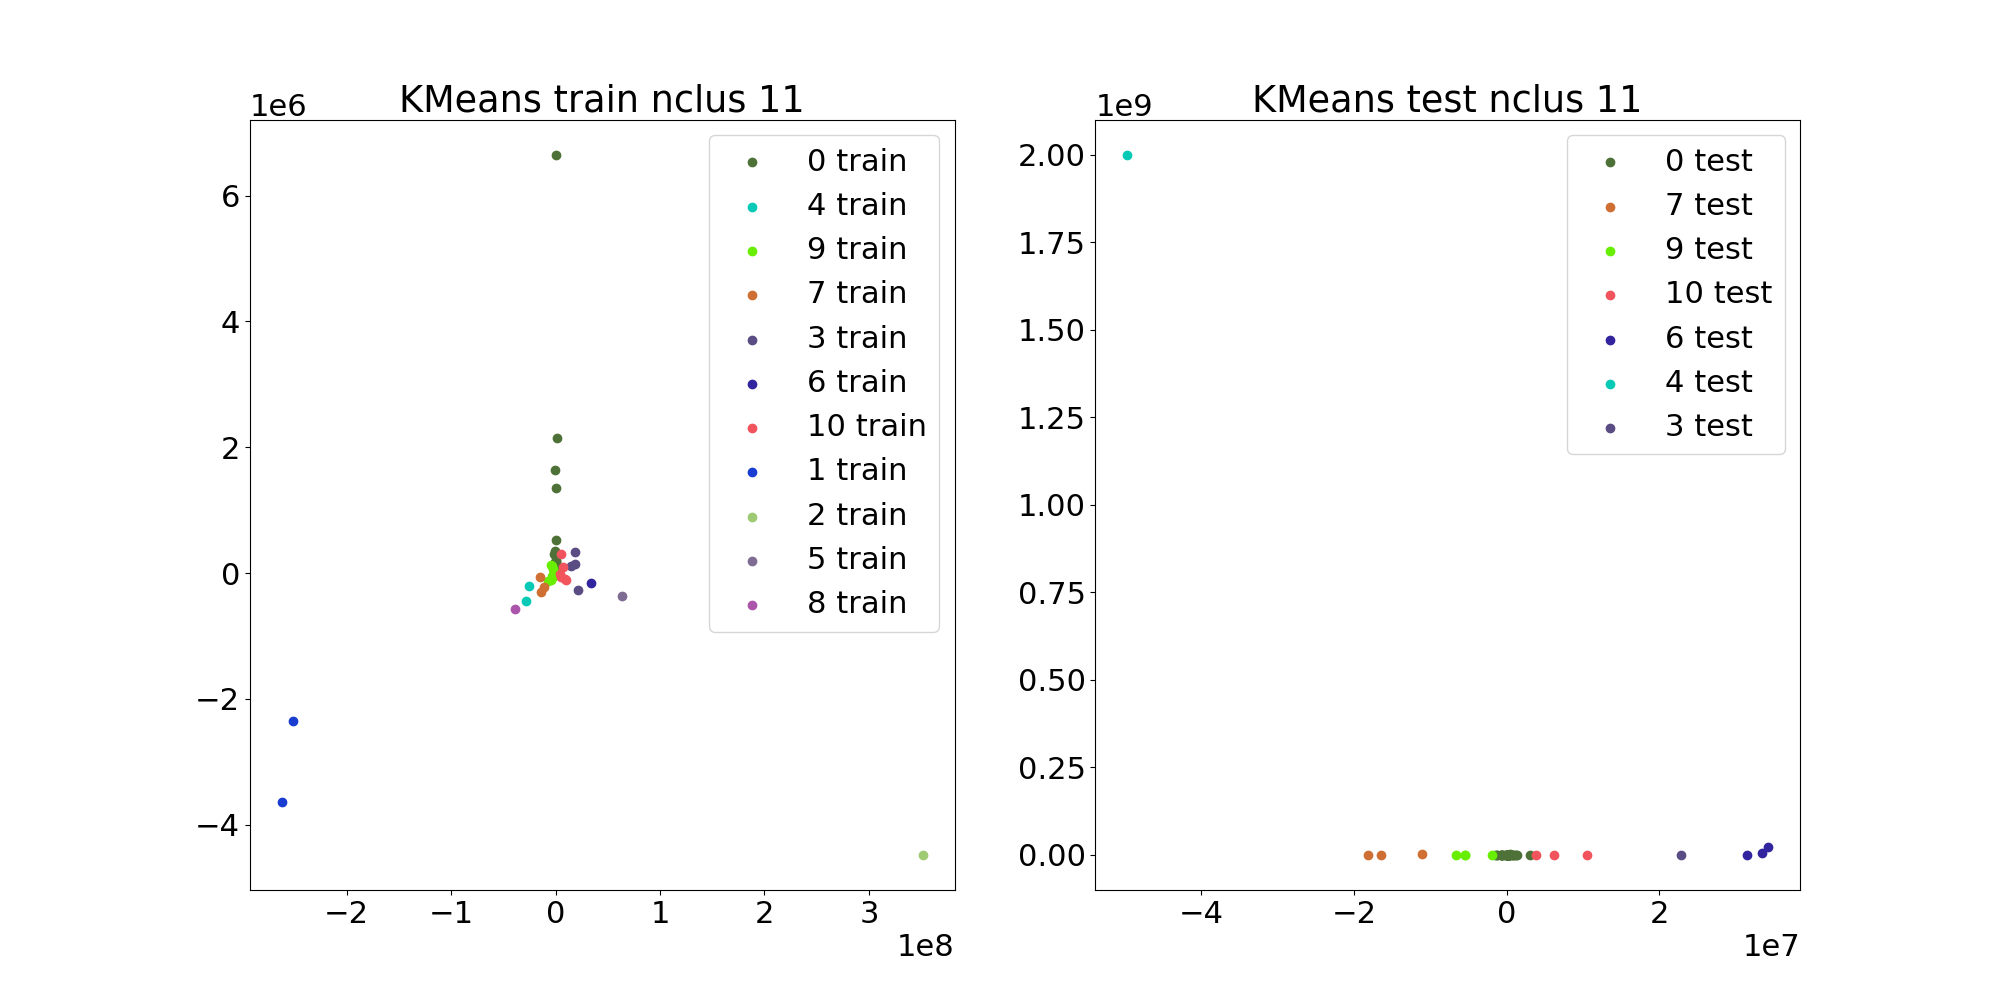 KMeans train nclus 11
1e6
6
4
2
0
−2
−4
−2
−1
0
1
2
3
1e8
0 train
4 train
9 train
7 train
3 train
6 train
10 train
1 train
2 train
5 train
8 train
KMeans test nclus 11
1e9
2.00
1.75
1.50
1.25
1.00
0.75
0.50
0.25
0.00
−4
−2
0
2
1e7
0 test
7 test
9 test
10 test
6 test
4 test
3 test